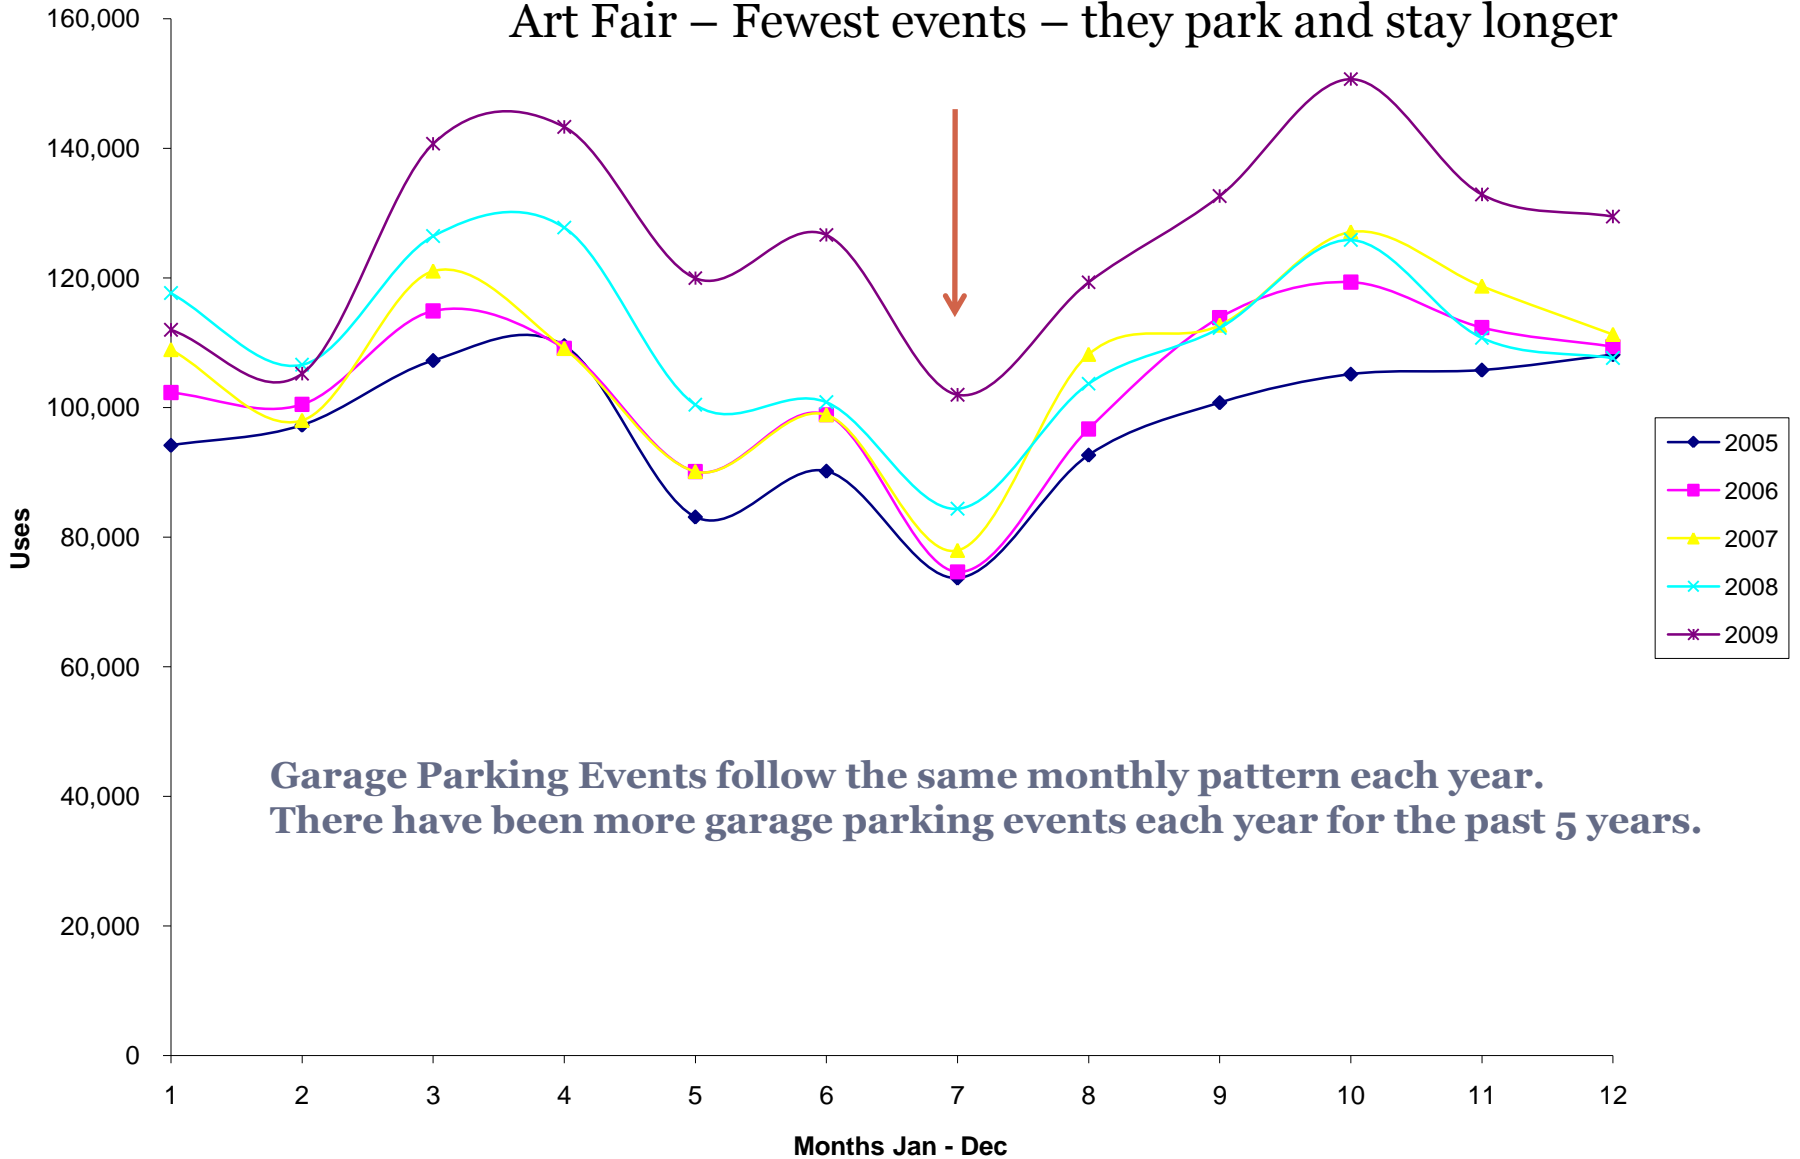 Art Fair – Fewest events – they park and stay longer
160,000
140,000
120,000
100,000
80,000
60,000
40,000
20,000
0
Uses
2005
2006
2007
2008
2009
Garage Parking Events follow the same monthly pattern each year.
There have been more garage parking events each year for the past 5 years.
1 2 3 4 5 6 7 8 9 10 11 12
Months Jan - Dec